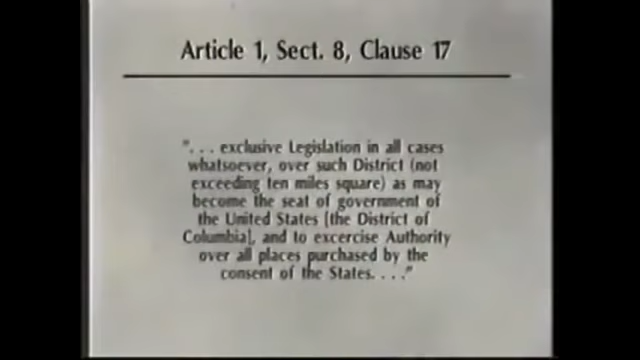 Article 1, Sect. 8, Clause 17
". . . exclusive Legislation in all cases
whatsoever, over such District (not
exceeding ten miles square) as may
become the seat of government of
the United States [the District of
Columbia], and to excercise Authority
over all places purchased by the
consent of the States. . . ."